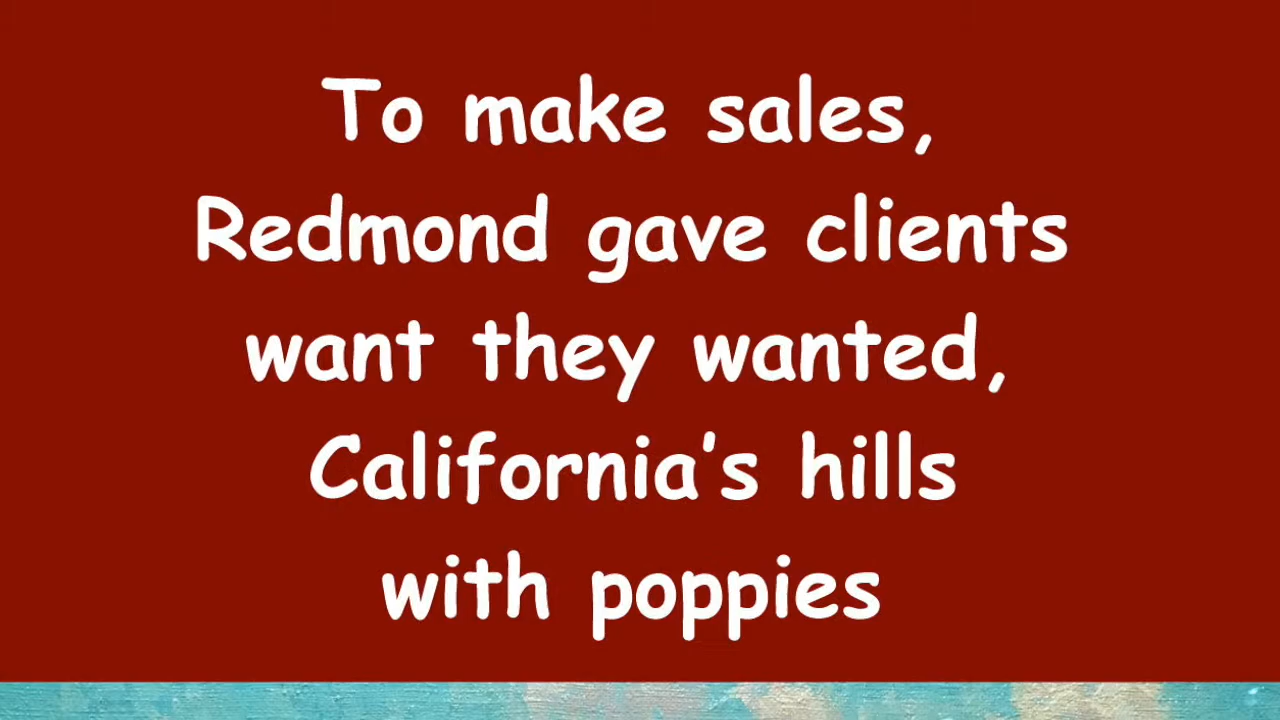 To make sales,
Redmond gave clients
want they wanted,
California's hills
with poppies